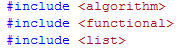 #include <algorithm>
#include <functional>
#include <list>